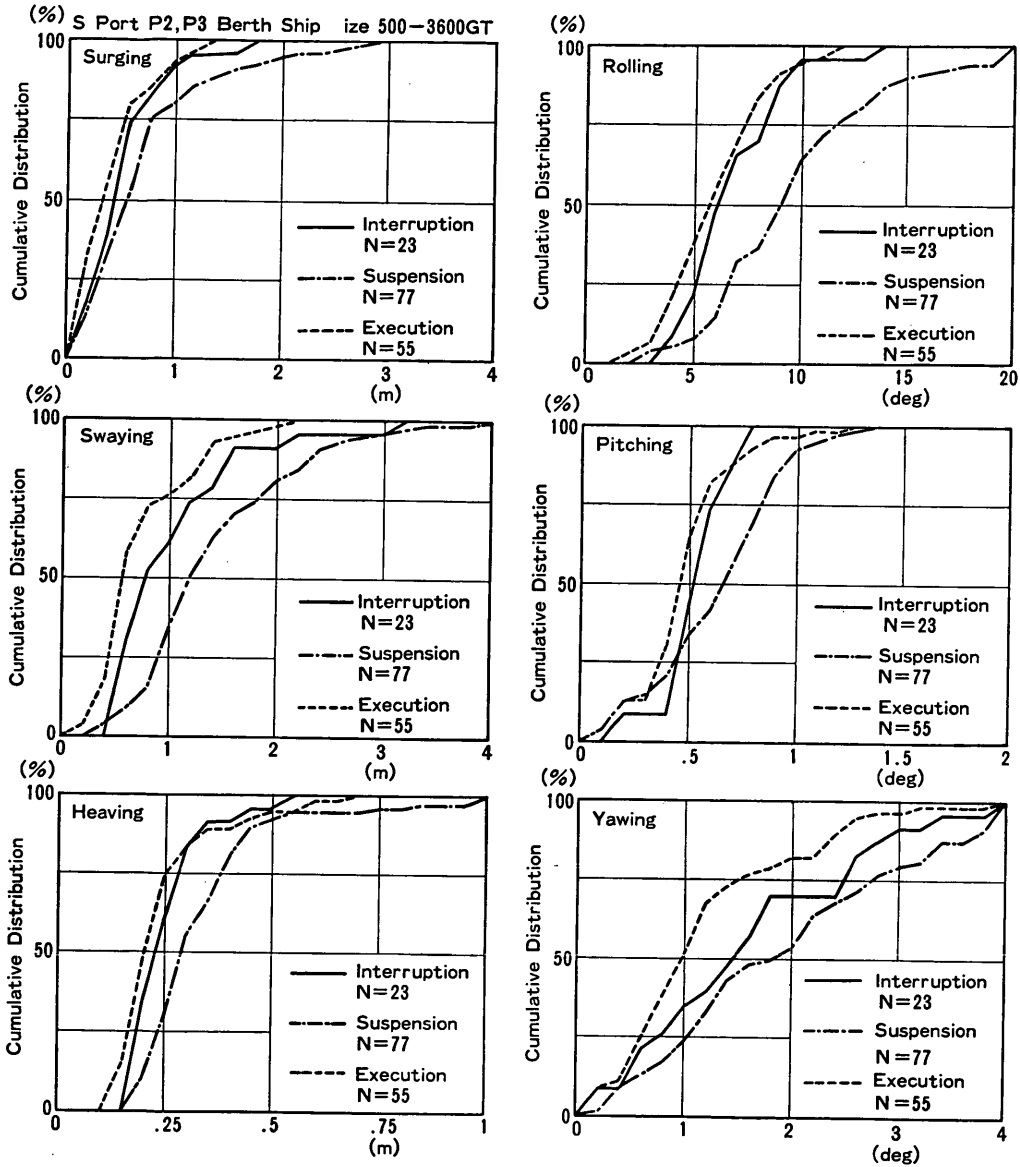 (%) S Port P2,P3 Berth Ship ize 500–3600GT
100
Surging
Cumulative Distribution
50
Interruption
N=23
Suspension
N=77
Execution
N=55
0
0 1 2 3 4
(m)
(%)
100
Rolling
Cumulative Distribution
50
Interruption
N=23
Suspension
N=77
Execution
N=55
0
0 5 10 15 20
(deg)
(%)
100
Swaying
Cumulative Distribution
50
Interruption
N=23
Suspension
N=77
Execution
N=55
0
0 1 2 3 4
(m)
(%)
100
Pitching
Cumulative Distribution
50
Interruption
N=23
Suspension
N=77
Execution
N=55
0
0 .5 1 1.5 2
(deg)
(%)
100
Heaving
Cumulative Distribution
50
Interruption
N=23
Suspension
N=77
Execution
N=55
0
0 .25 .5 .75 1
(m)
(%)
100
Yawing
Cumulative Distribution
50
Interruption
N=23
Suspension
N=77
Execution
N=55
0
0 1 2 3 4
(deg)